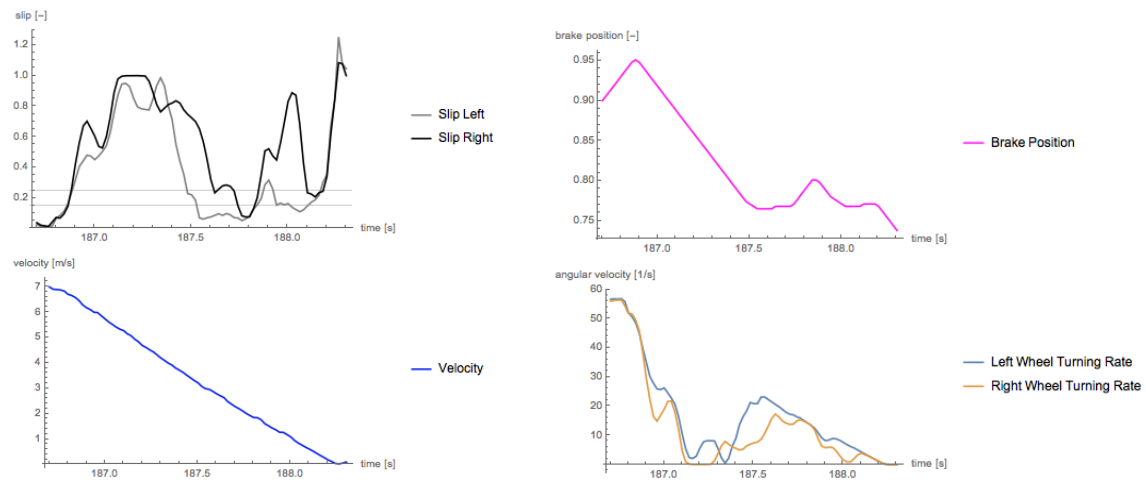 slip [–]
1.2
1.0
0.8
0.6
0.4
0.2
187.0
187.5
188.0
time [s]
Slip Left
Slip Right
brake position [–]
0.95
0.90
0.85
0.80
0.75
187.0
187.5
188.0
time [s]
Brake Position
velocity [m/s]
7
6
5
4
3
2
1
187.0
187.5
188.0
time [s]
Velocity
angular velocity [1/s]
60
50
40
30
20
10
187.0
187.5
188.0
time [s]
Left Wheel Turning Rate
Right Wheel Turning Rate